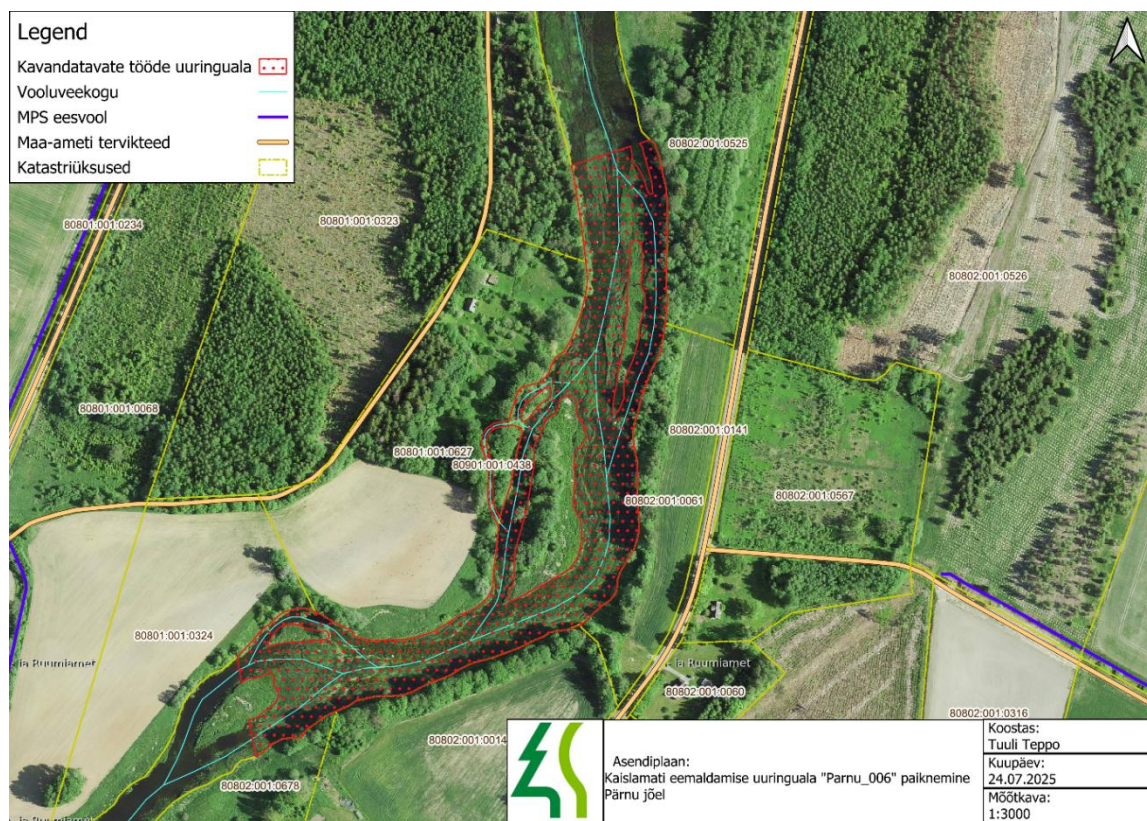 Legend
Kavandatavate tööde uuringuala
Vooluveekogu
MPS eesvool
Maa-ameti tervikteed
Katastriüksused
80802:001:0525
80801:001:0323
80801:001:0234
80802:001:0526
80801:001:0068
80802:001:0141
80801:001:0627
80901:001:0438
80802:001:0061
80802:001:0567
80801:001:0324
ja Ruumiamet
ja Ruumiamet
80802:001:0060
80802:001:0316
80802:001:0014
80802:001:0678
Asendiplaan:
Kaislamati eemaldamise uuringuala "Parnu_006" paiknemine
Pärnu jõel
Koostas:
Tuuli Teppo
Kuupäev:
24.07.2025
Mõõtkava:
1:3000